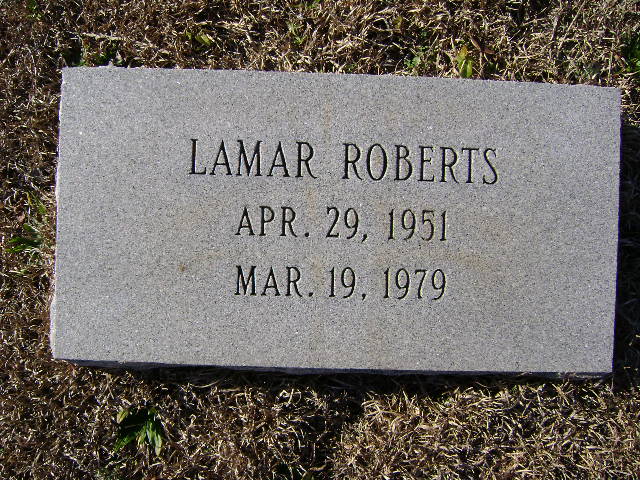 LAMAR ROBERTS
APR. 29, 1951
MAR. 19, 1979